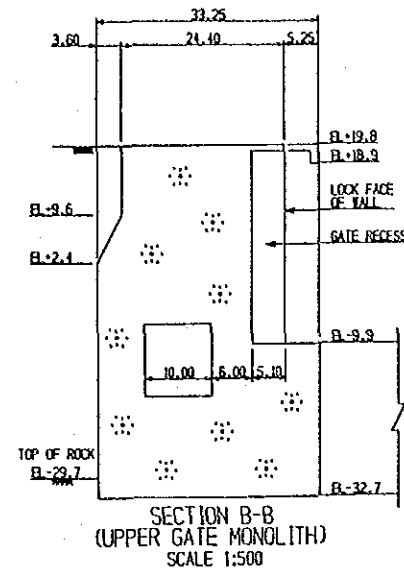 33.25
3.60 24.40 5.25
EL+19.8
EL+18.9
LOCK FACE
OF WALL
EL+9.6
GATE RECESS
EL+2.4
EL-9.9
10.00 6.00 5.10
TOP OF ROCK
EL-29.7
EL-32.7
SECTION B-B
(UPPER GATE MONOLITH)
SCALE 1:500